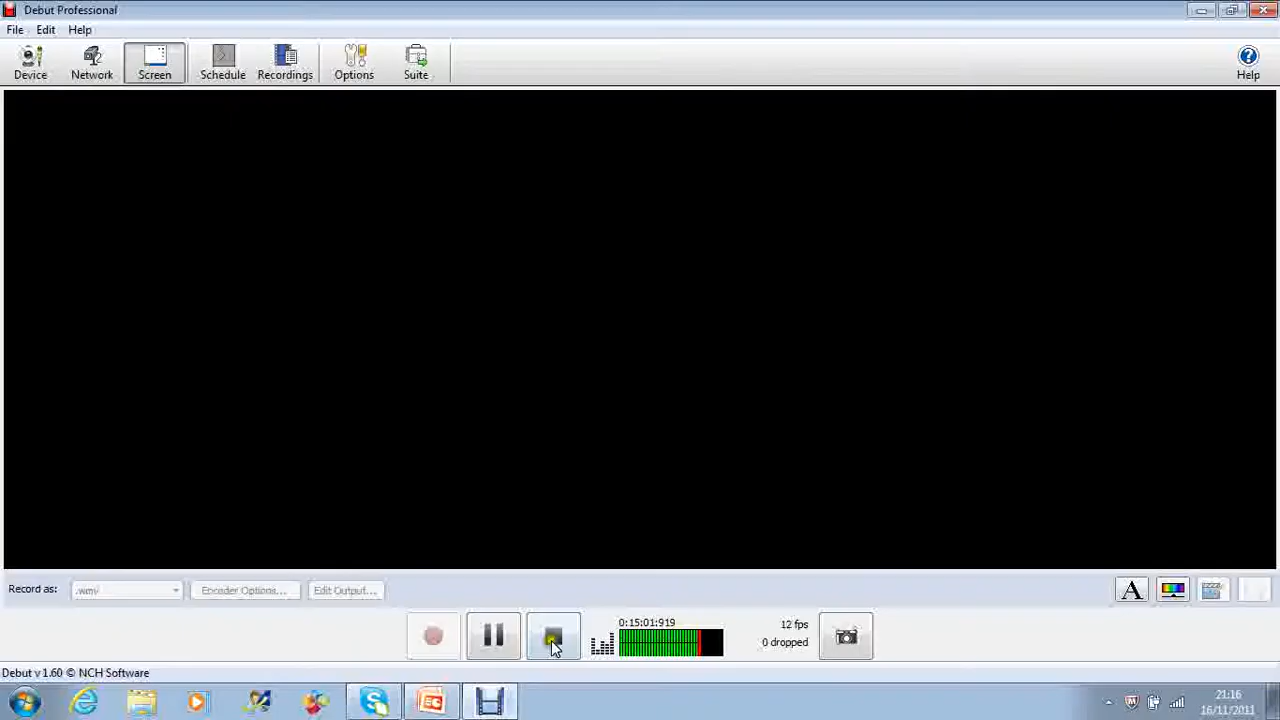 Debut Professional
File Edit Help
Device Network Screen Schedule Recordings Options Suite Help
Record as: .wmv Encoder Options... Edit Output... A
0:15:01:919
12 fps
0 dropped
Debut v 1.60 © NCH Software
21:16
16/11/2011